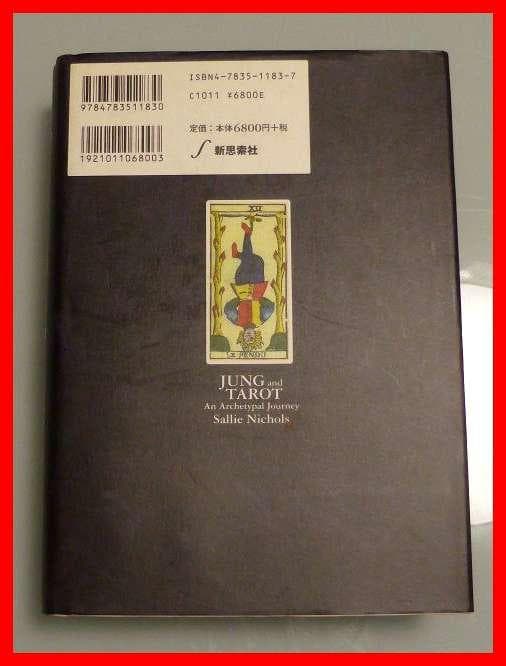 ISBN4-7835-1183-7
9784783511830
C1011 ¥6800E
定価：本体6800円+税
1921011068003
新思索社
XII
LE PENDU
JUNG and
TAROT
An Archetypal Journey
Sallie Nichols